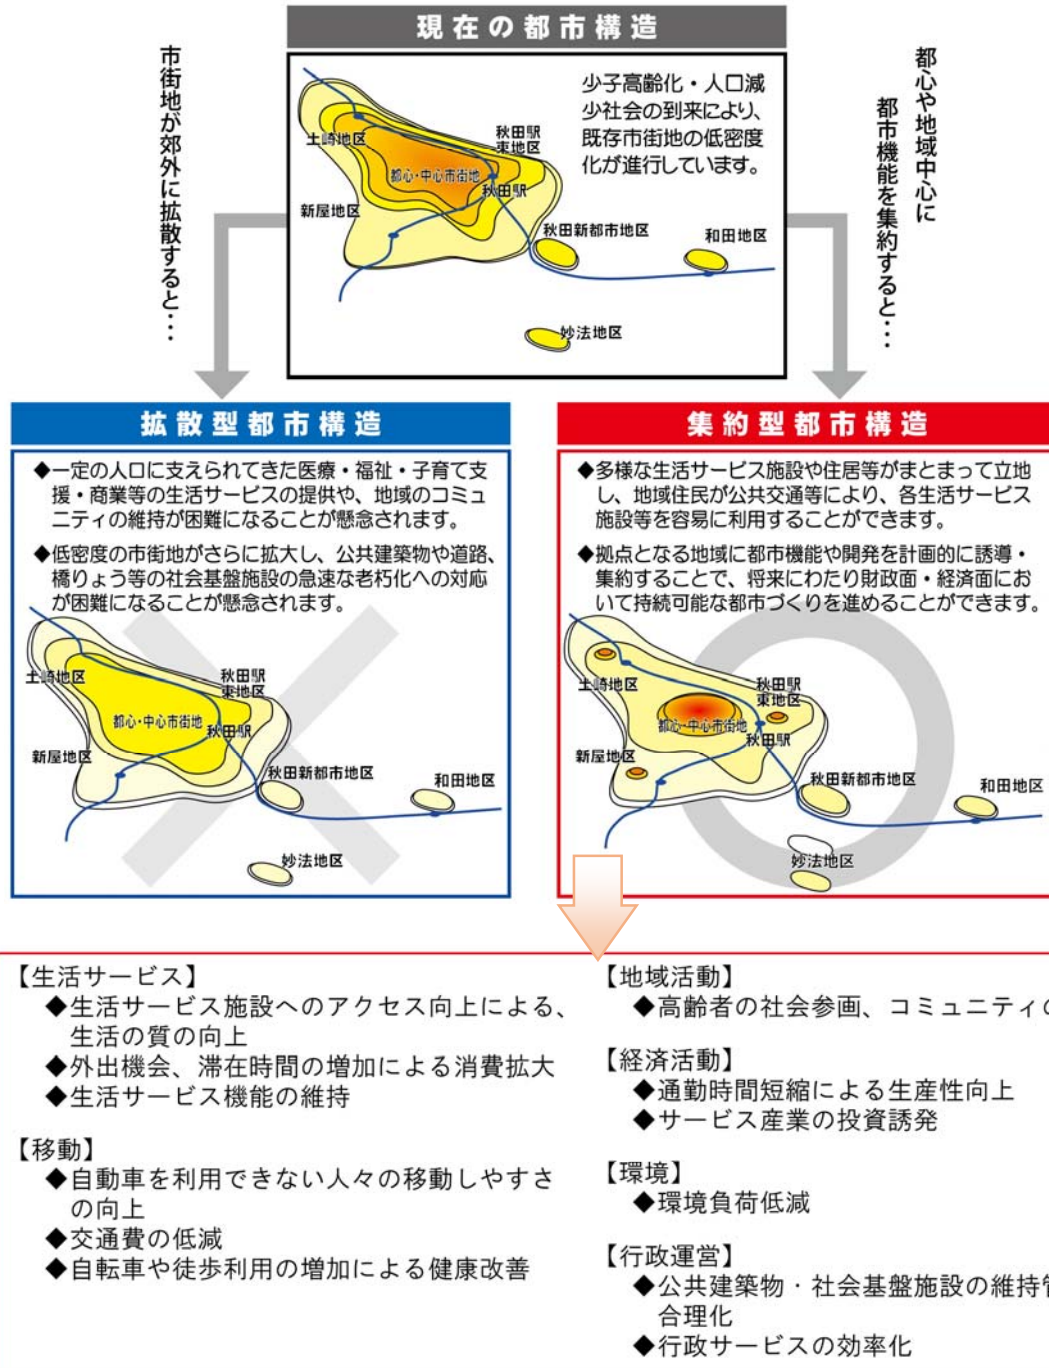 現在の都市構造
少子高齢化・人口減
少社会の到来により、
既存市街地の低密度
化が進行しています。
土崎地区
秋田駅
東地区
都心・中心市街地
秋田駅
新屋地区
秋田新都市地区
和田地区
妙法地区
市街地が郊外に拡散すると・・・
都心や地域中心に
都市機能を集約すると・・・
拡散型都市構造
◆一定の人口に支えられてきた医療・福祉・子育て支
援・商業等の生活サービスの提供や、地域のコミュ
ニティの維持が困難になることが懸念されます。
◆低密度の市街地がさらに拡大し、公共建築物や道路、
橋りょう等の社会基盤施設の急速な老朽化への対応
が困難になることが懸念されます。
土崎地区
秋田駅
東地区
都心・中心市街地
秋田駅
新屋地区
秋田新都市地区
和田地区
妙法地区
集約型都市構造
◆多様な生活サービス施設や住居等がまとまって立地
し、地域住民が公共交通等により、各生活サービス
施設等を容易に利用することができます。
◆拠点となる地域に都市機能や開発を計画的に誘導・
集約することで、将来にわたり財政面・経済面にお
いて持続可能な都市づくりを進めることができます。
土崎地区
秋田駅
東地区
都心・中心市街地
秋田駅
新屋地区
秋田新都市地区
和田地区
妙法地区
【生活サービス】
◆生活サービス施設へのアクセス向上による、
生活の質の向上
◆外出機会、滞在時間の増加による消費拡大
◆生活サービス機能の維持
【移動】
◆自動車を利用できない人々の移動しやすさ
の向上
◆交通費の低減
◆自転車や徒歩利用の増加による健康改善
【地域活動】
◆高齢者の社会参画、コミュニティの
【経済活動】
◆通勤時間短縮による生産性向上
◆サービス産業の投資誘発
【環境】
◆環境負荷低減
【行政運営】
◆公共建築物・社会基盤施設の維持
合理化
◆行政サービスの効率化